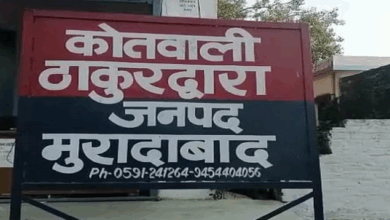 कोतवाली
ठाकुरद्वारा
जनपद
मुरादाबाद
Ph-0591-241264-9454404056